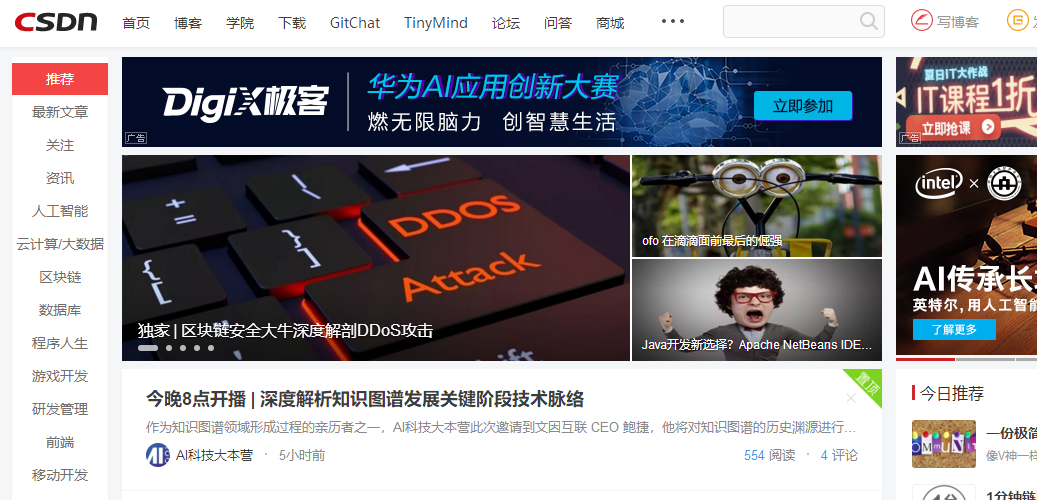 CSDN 首页 博客 学院 下载 GitChat TinyMind 论坛 问答 商城 ••• 写博客
推荐
最新文章
关注
资讯
人工智能
云计算/大数据
区块链
数据库
程序人生
游戏开发
研发管理
前端
移动开发
DigiX极客
华为AI应用创新大赛
燃无限脑力 创智慧生活
立即参加
广告
夏日IT大作战
IT课程1折
立即抢课
广告
DDOS
Attack
独家 | 区块链安全大牛深度解剖DDoS攻击
ofo 在滴滴面前最后的倔强
Java开发新选择？Apache NetBeans IDE...
intel ×
AI传承长
英特尔，用人工智能
了解更多
置顶
今晚8点开播 | 深度解析知识图谱发展关键阶段技术脉络
作为知识图谱领域形成过程的亲历者之一，AI科技大本营此次邀请到文因互联 CEO 鲍捷，他将对知识图谱的历史渊源进行…
AI科技大本营 · 5小时前 554 阅读 · 4 评论
今日推荐
一份极简
像V神一样
1分钟链